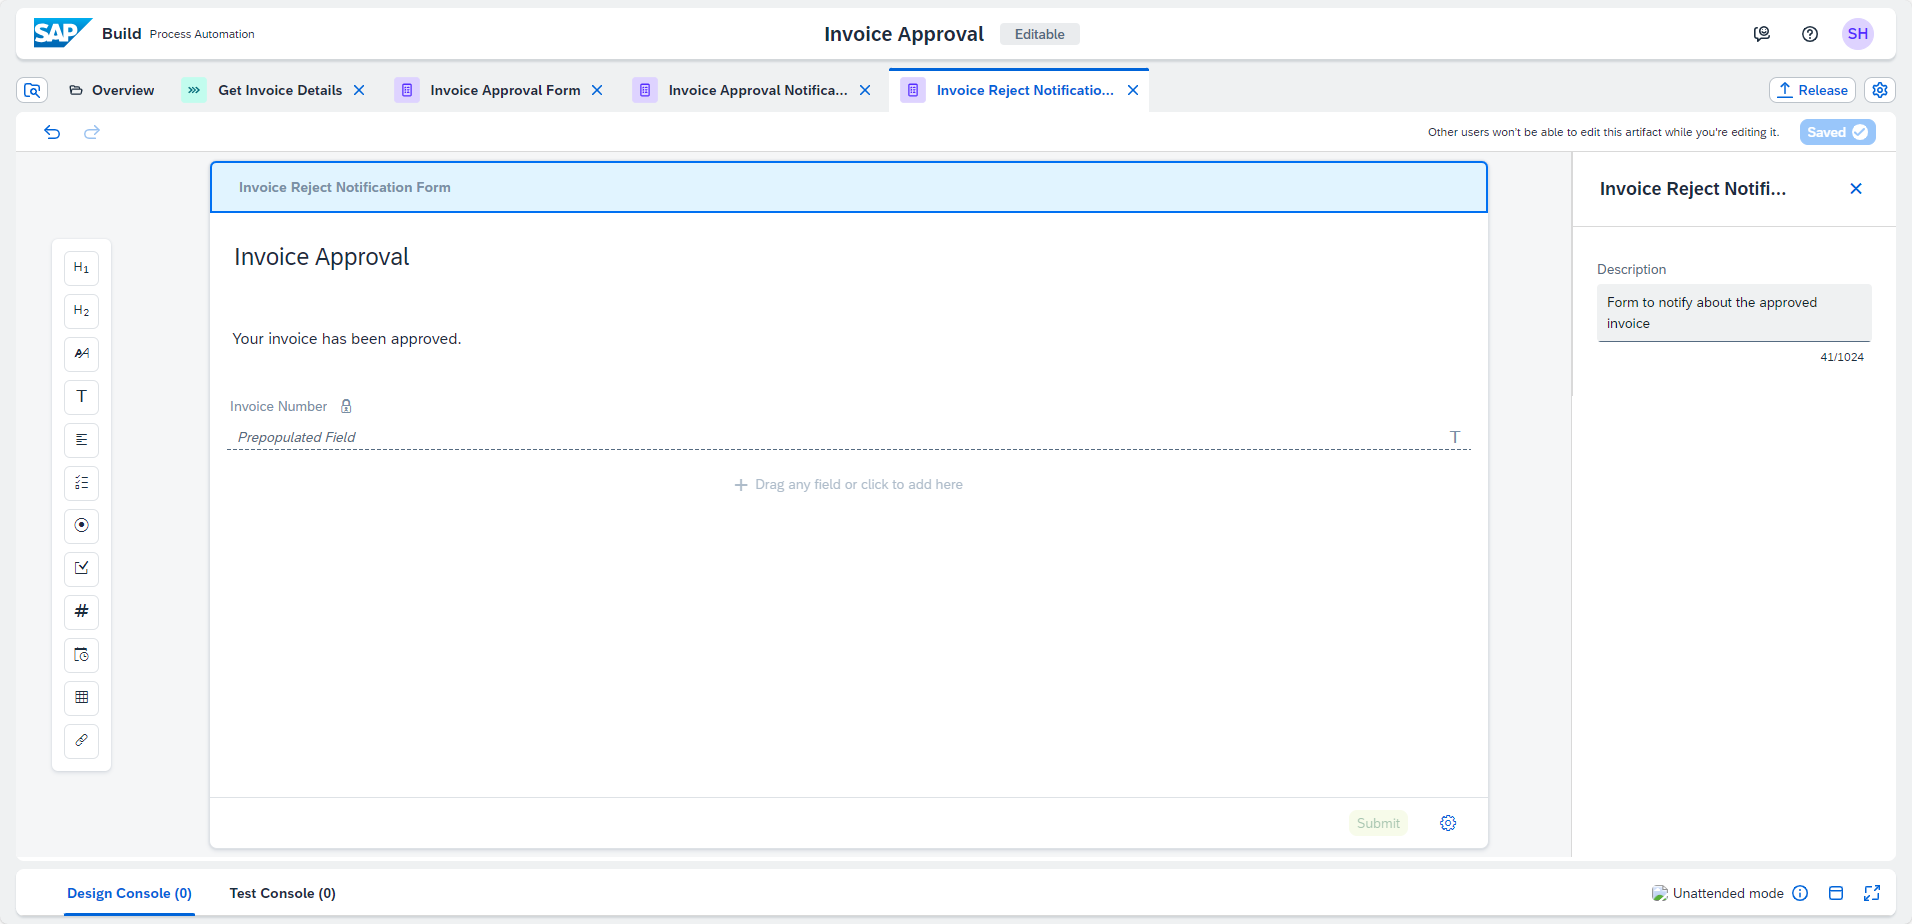 SAP Build Process Automation
Invoice Approval Editable
SH
Overview
Get Invoice Details
Invoice Approval Form
Invoice Approval Notifica...
Invoice Reject Notificatio...
Release
Other users won't be able to edit this artifact while you're editing it.
Saved
Invoice Reject Notification Form
Invoice Reject Notifi...
Invoice Approval
Description
Form to notify about the approved
invoice
41/1024
Your invoice has been approved.
Invoice Number
Prepopulated Field
T
Drag any field or click to add here
H1
H2
AA
T
#
Submit
Design Console (0)
Test Console (0)
Unattended mode